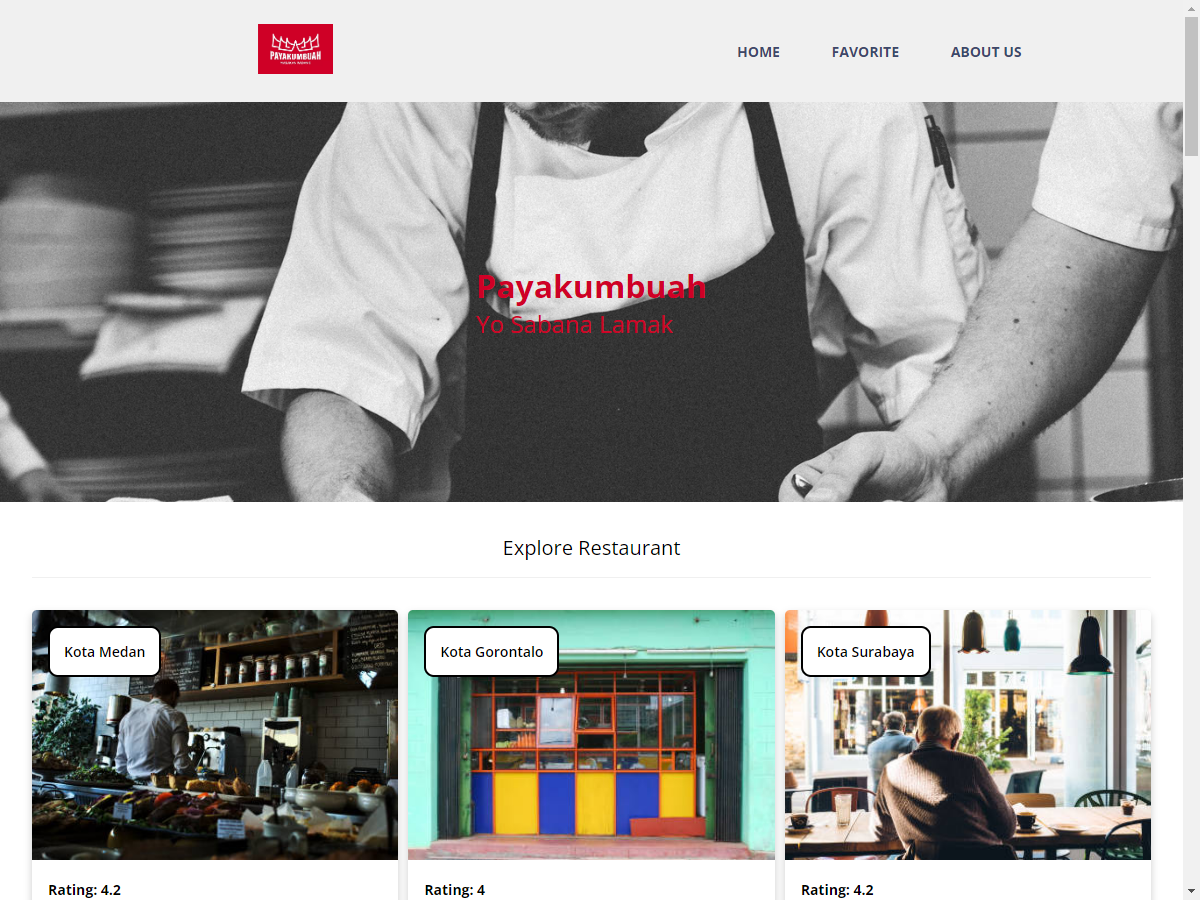 PAYAKUMBUAH
HOME
FAVORITE
ABOUT US
Payakumbuah
Yo Sabana Lamak
Explore Restaurant
Kota Medan
Kota Gorontalo
Kota Surabaya
Rating: 4.2
Rating: 4
Rating: 4.2